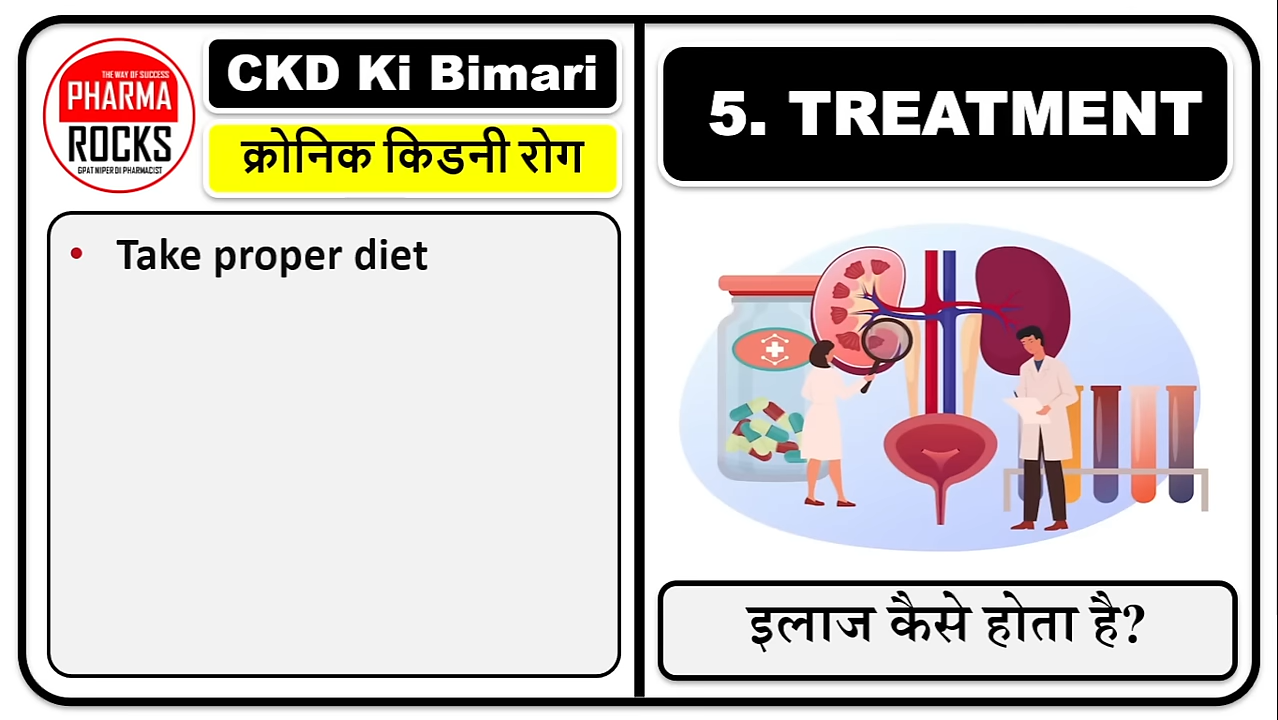 THE WAY OF SUCCESS
PHARMA
ROCKS
GPAT NIPER DI PHARMACIST
CKD Ki Bimari
क्रोनिक किडनी रोग
• Take proper diet
5. TREATMENT
इलाज कैसे होता है?